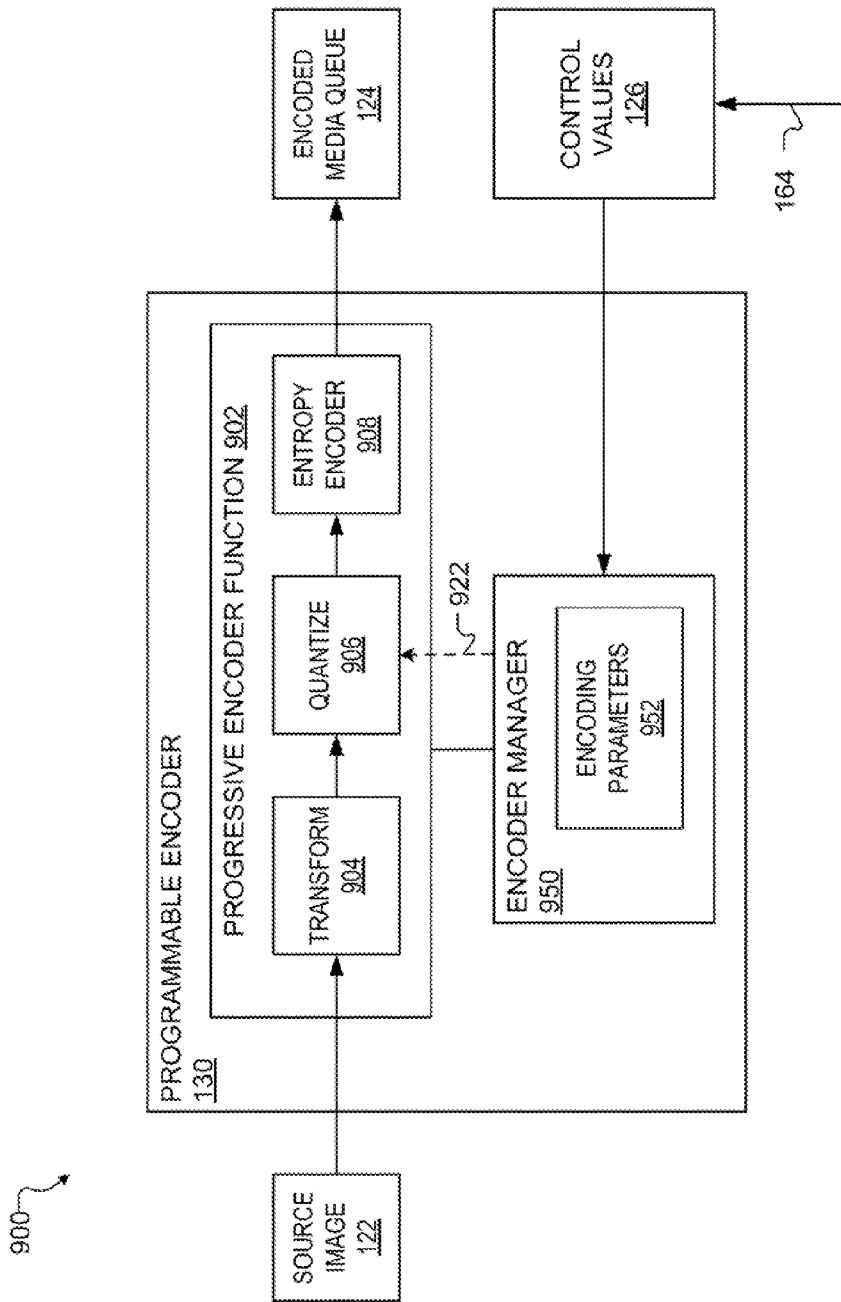 900
PROGRAMMABLE ENCODER
130
PROGRESSIVE ENCODER FUNCTION 902
SOURCE
IMAGE
122
TRANSFORM
904
QUANTIZE
906
ENTROPY
ENCODER
908
ENCODED
MEDIA QUEUE
124
922
ENCODER MANAGER
950
ENCODING
PARAMETERS
952
CONTROL
VALUES
126
164